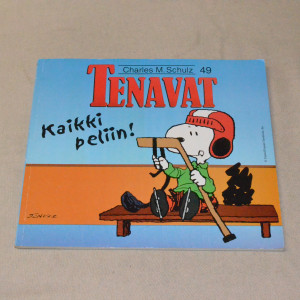 Charles M. Schulz 49
TENAVAT
Kaikki
peliin!